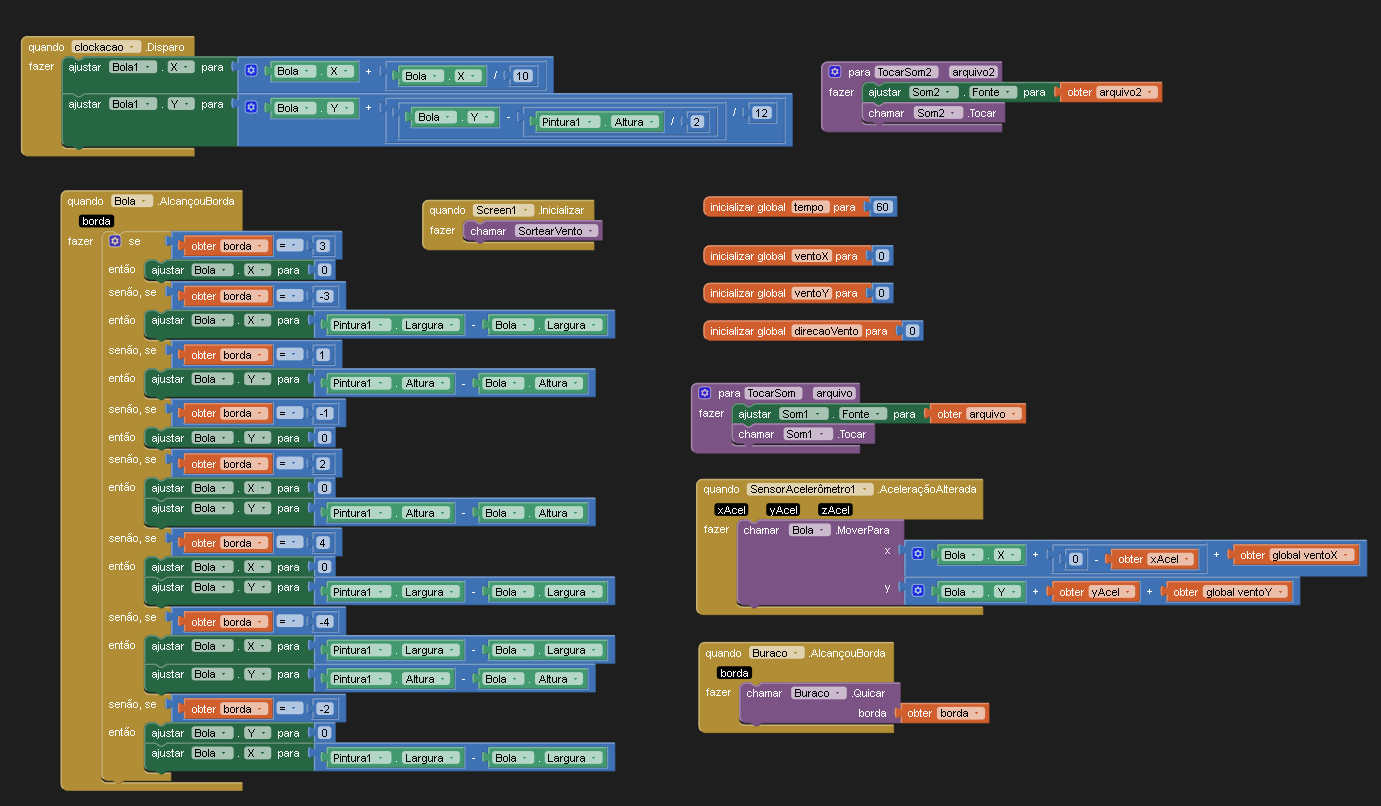 quando clockacao .Disparo
fazer ajustar Bola1 . X para Bola . X + Bola . X / 10
ajustar Bola1 . Y para Bola . Y + Bola . Y - Pintura1 . Altura / 2 / 12
para TocarSom2 arquivo2
fazer ajustar Som2 . Fonte para obter arquivo2
chamar Som2 .Tocar
quando Bola .AlcançouBorda
borda
fazer se obter borda = 3
então ajustar Bola . X para 0
senão, se obter borda = -3
então ajustar Bola . X para Pintura1 . Largura - Bola . Largura
senão, se obter borda = 1
então ajustar Bola . Y para Pintura1 . Altura - Bola . Altura
senão, se obter borda = -1
então ajustar Bola . Y para 0
senão, se obter borda = 2
então ajustar Bola . X para 0
ajustar Bola . Y para Pintura1 . Altura - Bola . Altura
senão, se obter borda = 4
então ajustar Bola . X para 0
ajustar Bola . Y para Pintura1 . Largura - Bola . Largura
senão, se obter borda = -4
então ajustar Bola . X para Pintura1 . Largura - Bola . Largura
ajustar Bola . Y para Pintura1 . Altura - Bola . Altura
senão, se obter borda = -2
então ajustar Bola . Y para 0
ajustar Bola . X para Pintura1 . Largura - Bola . Largura
quando Screen1 .Inicializar
fazer chamar SortearVento
inicializar global tempo para 60
inicializar global ventoX para 0
inicializar global ventoY para 0
inicializar global direcaoVento para 0
para TocarSom arquivo
fazer ajustar Som1 . Fonte para obter arquivo
chamar Som1 .Tocar
quando SensorAcelerômetro1 .AceleraçãoAlterada
xAcel yAcel zAcel
fazer chamar Bola .MoverPara
x Bola . X + 0 - obter xAcel + obter global ventoX
y Bola . Y + obter yAcel + obter global ventoY
quando Buraco .AlcançouBorda
borda
fazer chamar Buraco .Quicar
borda obter borda